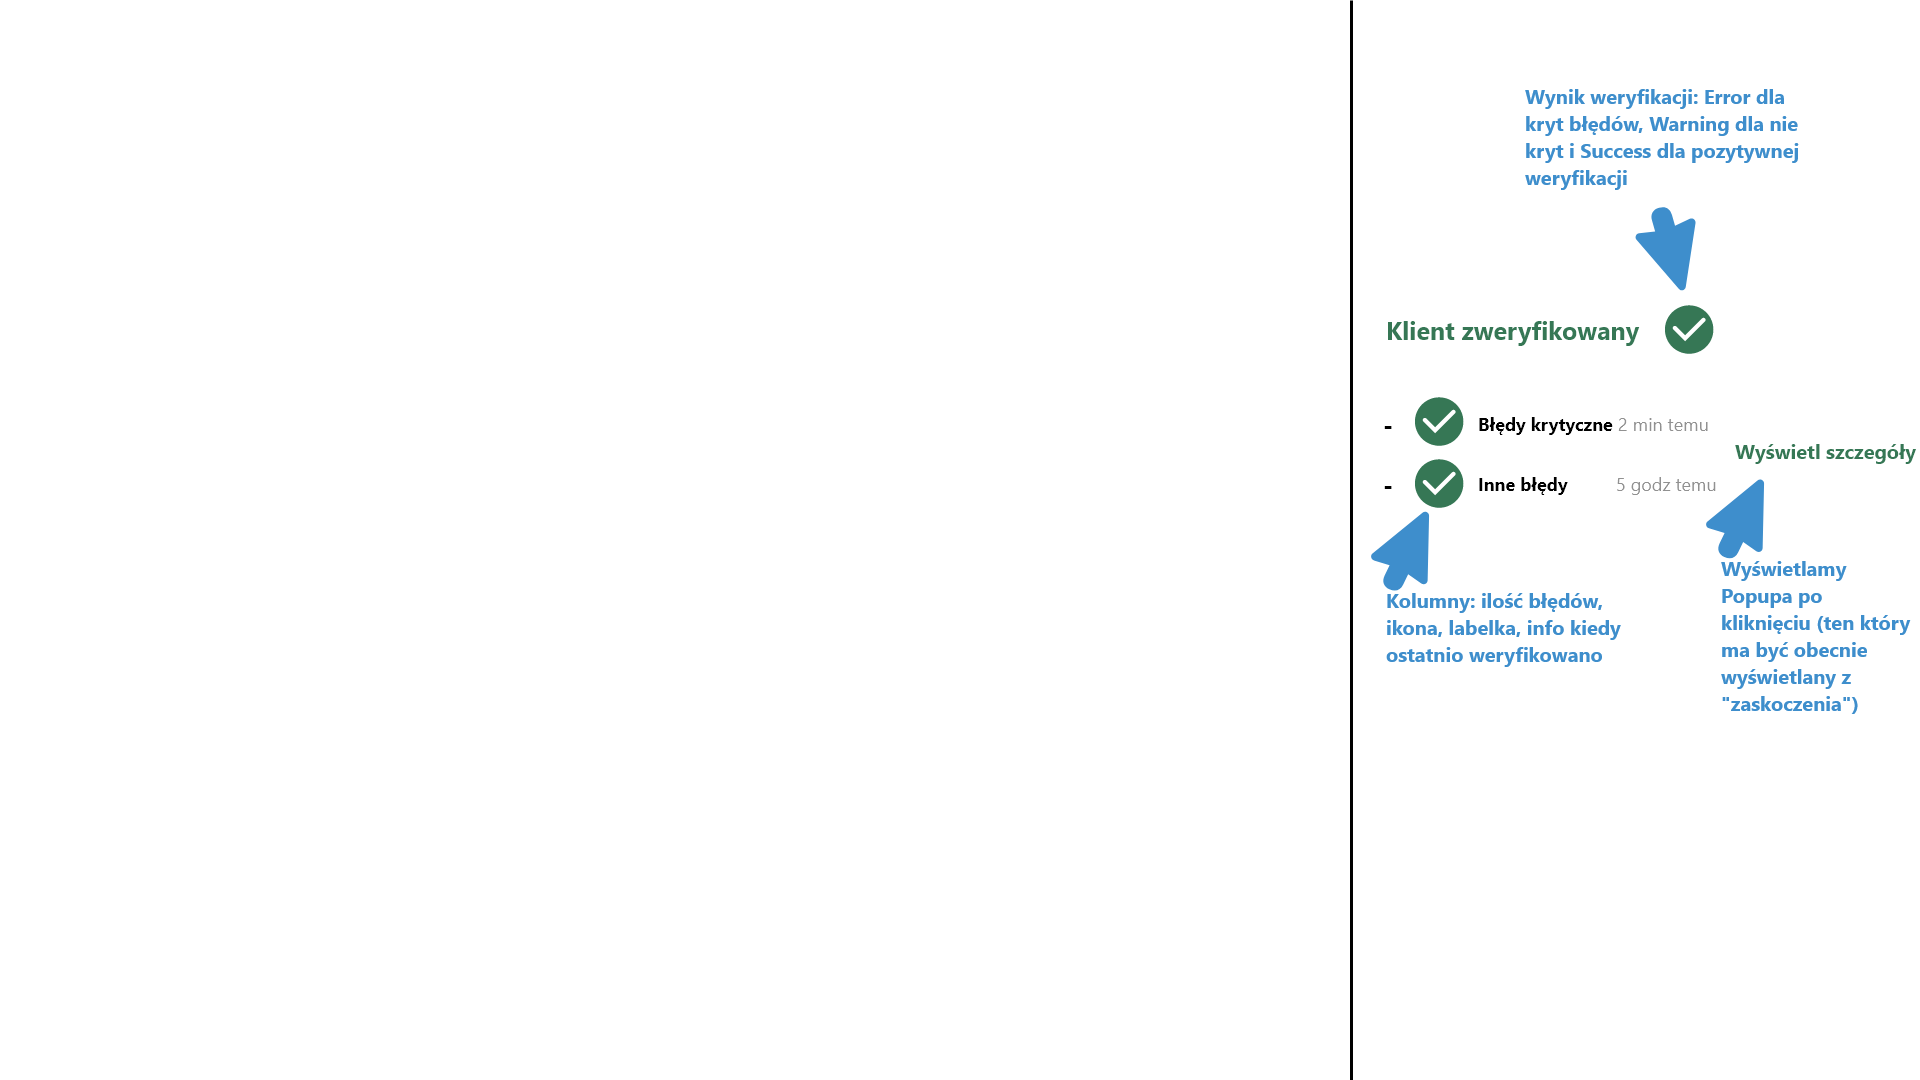 Wynik weryfikacji: Error dla
kryt błędów, Warning dla nie
kryt i Success dla pozytywnej
weryfikacji
Klient zweryfikowany
- Błędy krytyczne 2 min temu
Wyświetl szczegóły
- Inne błędy 5 godz temu
Kolumny: ilość błędów,
ikona, labelka, info kiedy
ostatnio weryfikowano
Wyświetlamy
Popupa po
kliknięciu (ten który
ma być obecnie
wyświetlany z
"zaskoczenia")